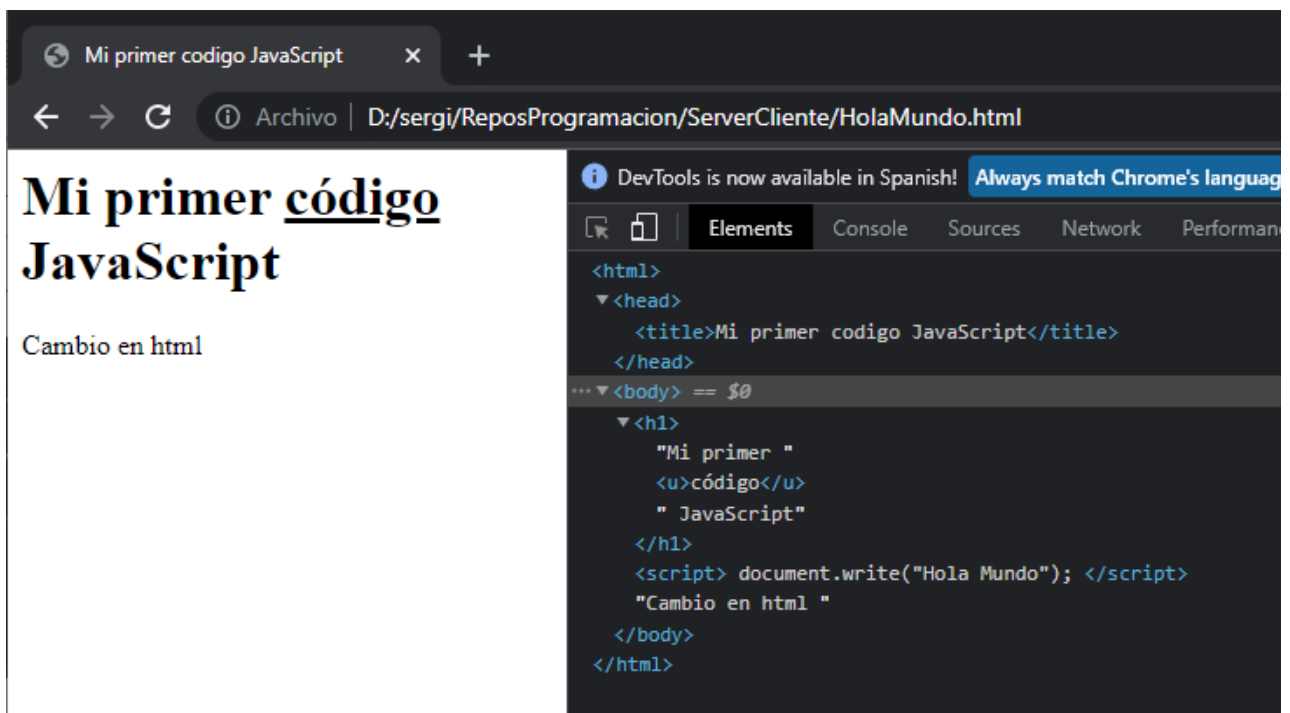 Mi primer codigo JavaScript
Archivo | D:/sergi/ReposProgramacion/ServerCliente/HolaMundo.html
Mi primer código
JavaScript
Cambio en html
DevTools is now available in Spanish! Always match Chrome's languag
Elements Console Sources Network Performan
<html>
▼<head>
<title>Mi primer codigo JavaScript</title>
</head>
··· ▼<body> == $0
▼<h1>
"Mi primer "
<u>código</u>
" JavaScript"
</h1>
<script> document.write("Hola Mundo"); </script>
"Cambio en html "
</body>
</html>